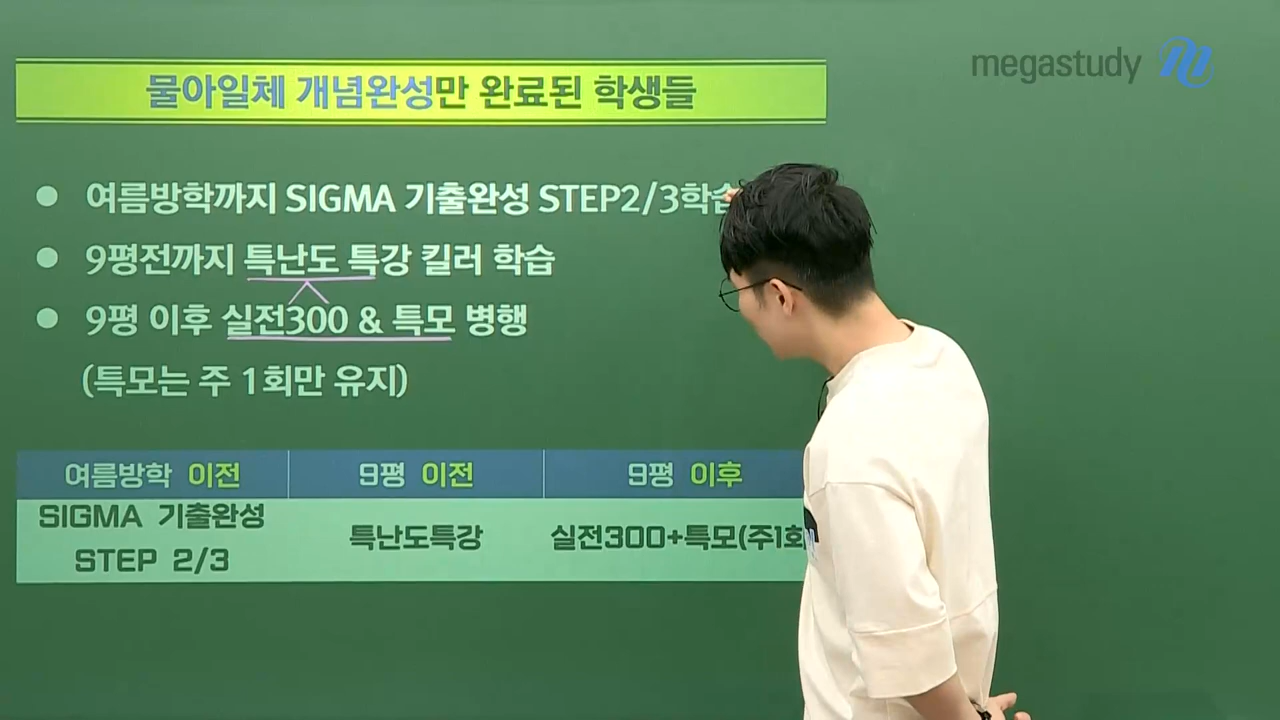 megastudy
물아일체 개념완성만 완료된 학생들
● 여름방학까지 SIGMA 기출완성 STEP2/3학습
● 9평전까지 특난도 특강 킬러 학습
● 9평 이후 실전300 & 특모 병행
(특모는 주 1회만 유지)
여름방학 이전 9평 이전 9평 이후
SIGMA 기출완성
STEP 2/3
특난도특강
실전300+특모(주1회